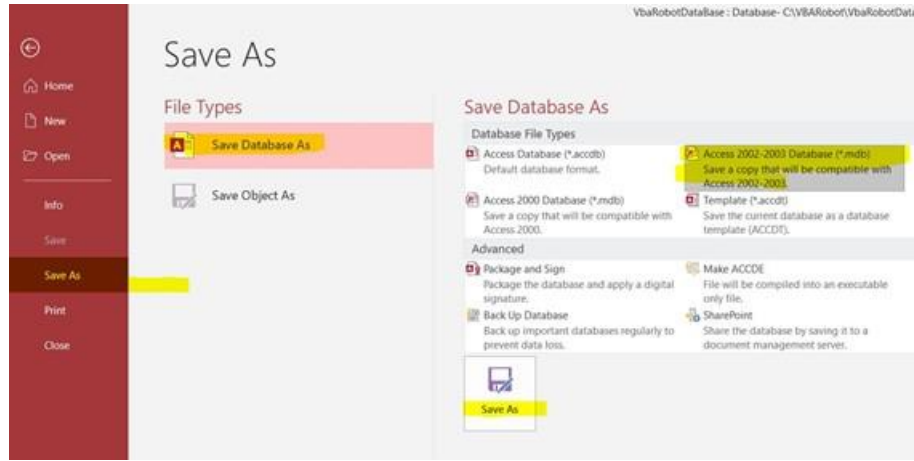 VbaRobotDataBase : Database- C:\VBARobot\VbaRobotData
Save As
Home
New
Open
Info
Save
Save As
Print
Close
File Types
Save Database As
Save Object As
Save Database As
Database File Types
Access Database (*.accdb)
Default database format.
Access 2002-2003 Database (*.mdb)
Save a copy that will be compatible with
Access 2002-2003.
Access 2000 Database (*.mdb)
Save a copy that will be compatible with
Access 2000.
Template (*.accdt)
Save the current database as a database
template (ACCDT).
Advanced
Package and Sign
Package the database and apply a digital
signature.
Make ACCDE
File will be compiled into an executable
only file.
Back Up Database
Back up important databases regularly to
prevent data loss.
SharePoint
Share the database by saving it to a
document management server.
Save As